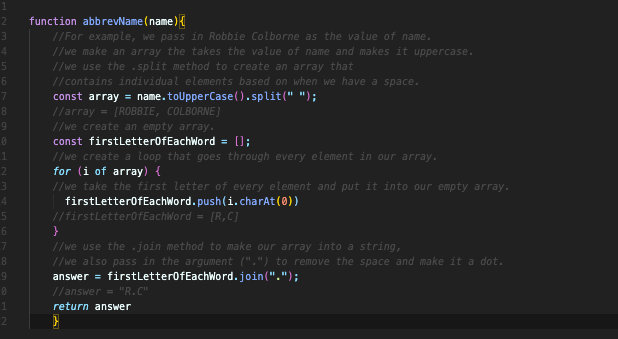 1
2 function abbrevName(name){
3 //For example, we pass in Robbie Colborne as the value of name.
4 //we make an array the takes the value of name and makes it uppercase.
5 //we use the .split method to create an array that
6 //contains individual elements based on when we have a space.
7 const array = name.toUpperCase().split(" ");
8 //array = [ROBBIE, COLBORNE]
9 //we create an empty array.
0 const firstLetterOfEachWord = [];
1 //we create a loop that goes through every element in our array.
2 for (i of array) {
3 //we take the first letter of every element and put it into our empty array.
4 firstLetterOfEachWord.push(i.charAt(0))
5 //firstLetterOfEachWord = [R,C]
6 }
7 //we use the .join method to make our array into a string,
8 //we also pass in the argument (".") to remove the space and make it a dot.
9 answer = firstLetterOfEachWord.join(".");
0 //answer = "R.C"
1 return answer
2 }